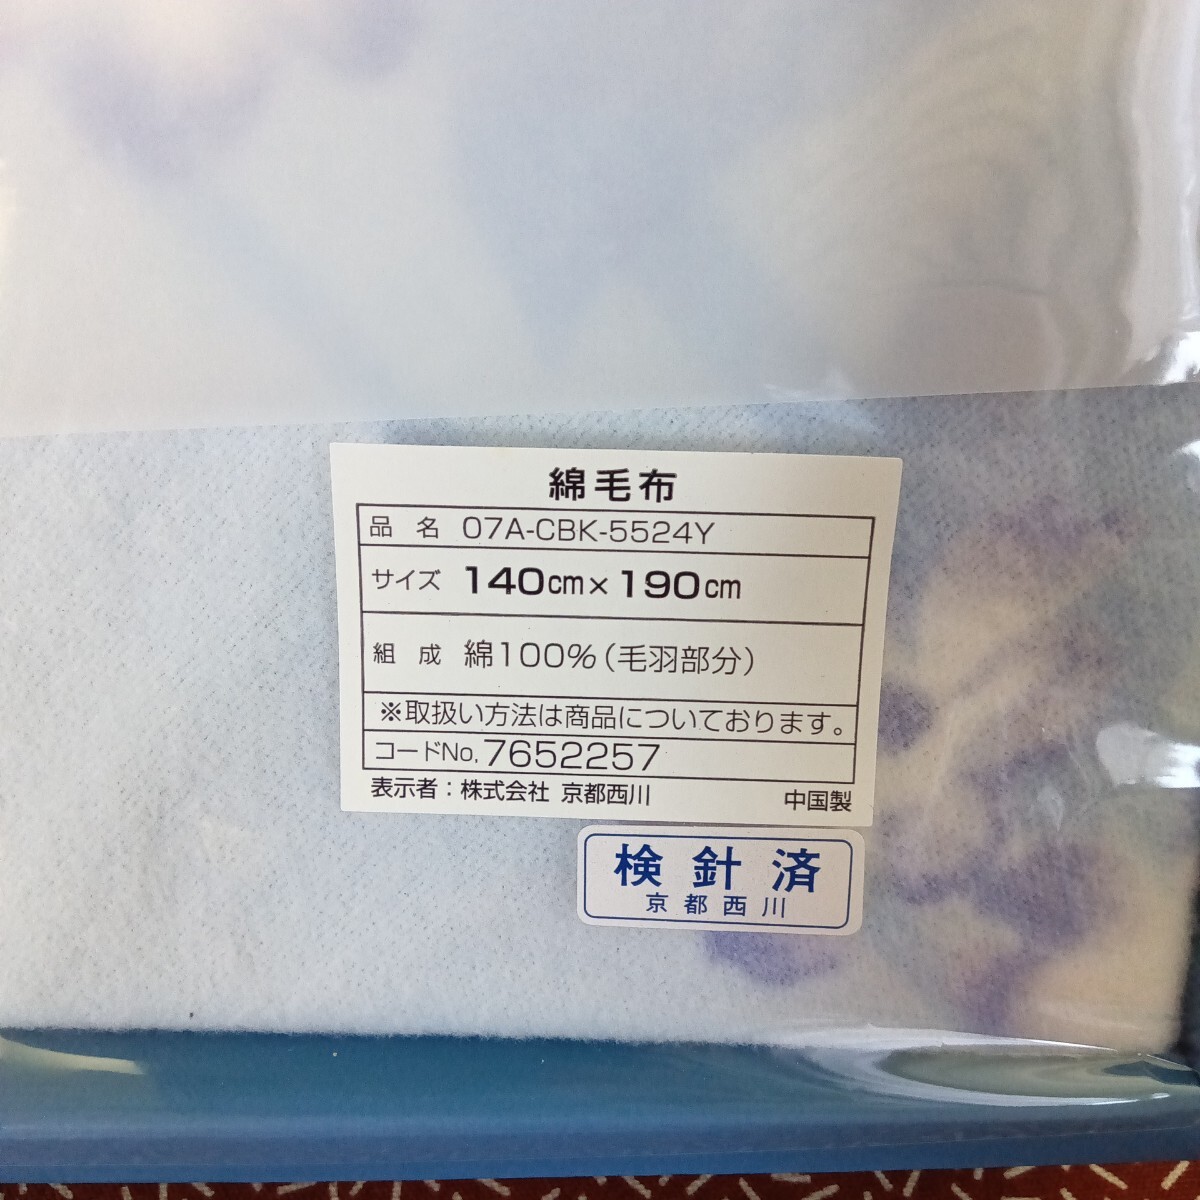 綿毛布
品 名 07A-CBK-5524Y
サイズ 140cm×190cm
組 成 綿100%(毛羽部分)
※取扱い方法は商品についております。
コードNo. 7652257
表示者:株式会社 京都西川 中国製
検針済
京都西川